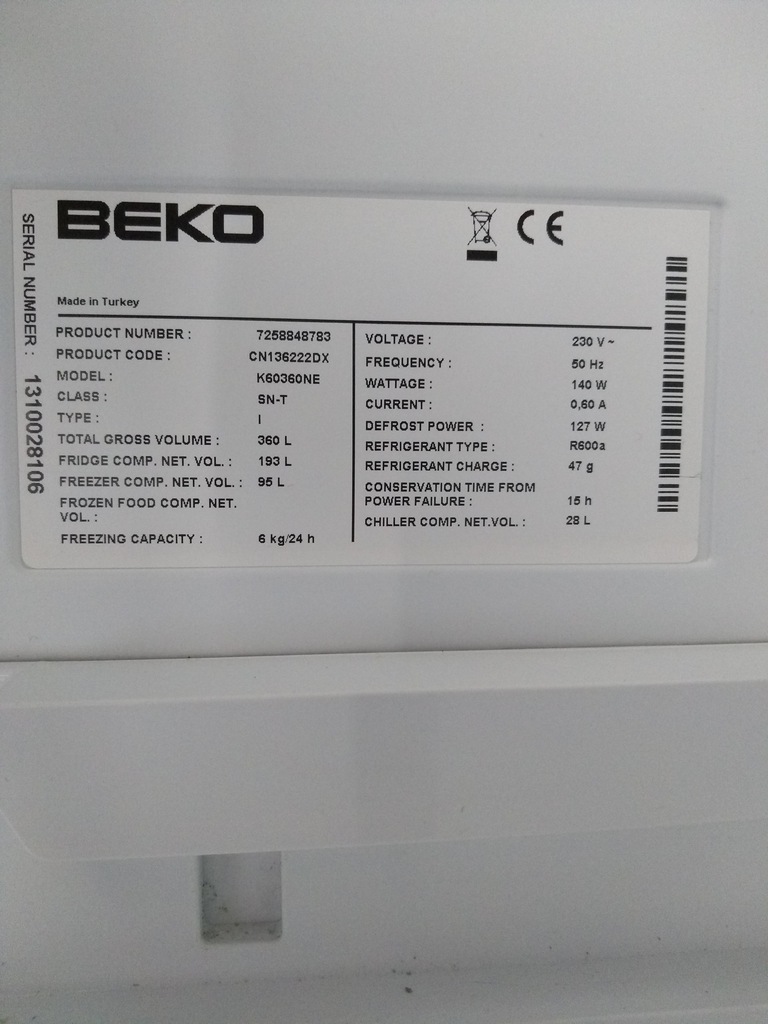 BEKO
CE
Made in Turkey
SERIAL NUMBER : 1310028106
PRODUCT NUMBER : 7258848783
PRODUCT CODE : CN136222DX
MODEL : K60360NE
CLASS : SN-T
TYPE : I
TOTAL GROSS VOLUME : 360 L
FRIDGE COMP. NET. VOL. : 193 L
FREEZER COMP. NET. VOL. : 95 L
FROZEN FOOD COMP. NET.
VOL. :
FREEZING CAPACITY : 6 kg/24 h
VOLTAGE : 230 V ~
FREQUENCY : 50 Hz
WATTAGE : 140 W
CURRENT : 0,60 A
DEFROST POWER : 127 W
REFRIGERANT TYPE : R600a
REFRIGERANT CHARGE : 47 g
CONSERVATION TIME FROM
POWER FAILURE : 15 h
CHILLER COMP. NET.VOL. : 28 L